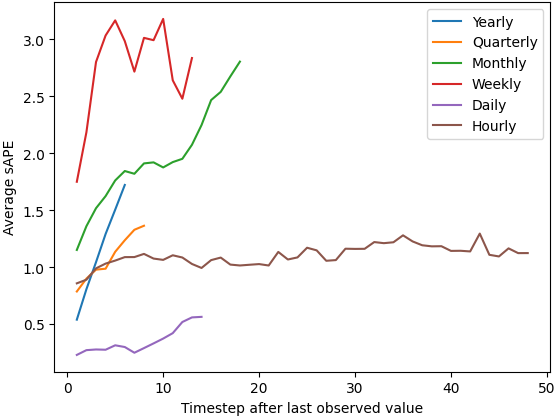 Average sAPE
3.0
2.5
2.0
1.5
1.0
0.5
0
10
20
30
40
50
Timestep after last observed value
Yearly
Quarterly
Monthly
Weekly
Daily
Hourly